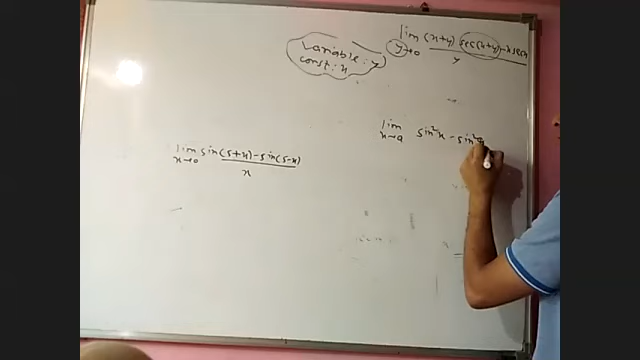 lim (x+y) sec(x+y) - x sec x
y→0 y
Variable: y
const: x
lim sin²x - sin²a
x→a
lim sin(5+x) - sin(5-x)
x→0 x